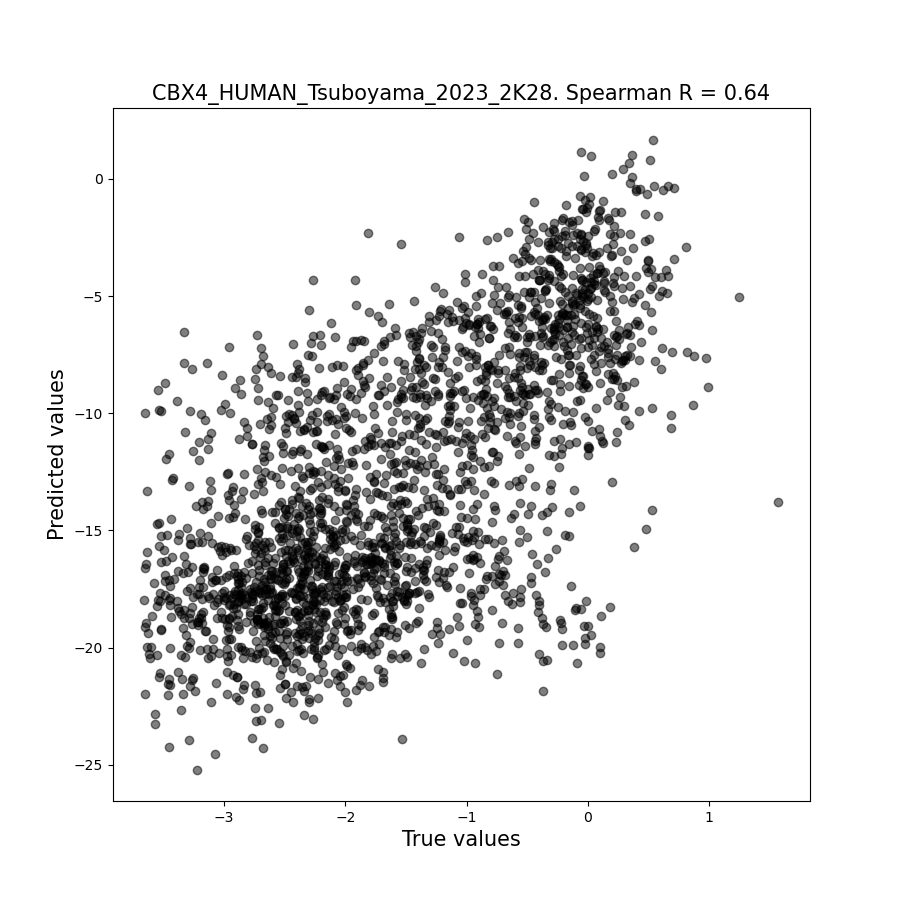 CBX4_HUMAN_Tsuboyama_2023_2K28. Spearman R = 0.64
0
−5
−10
−15
−20
−25
Predicted values
−3 −2 −1 0 1
True values